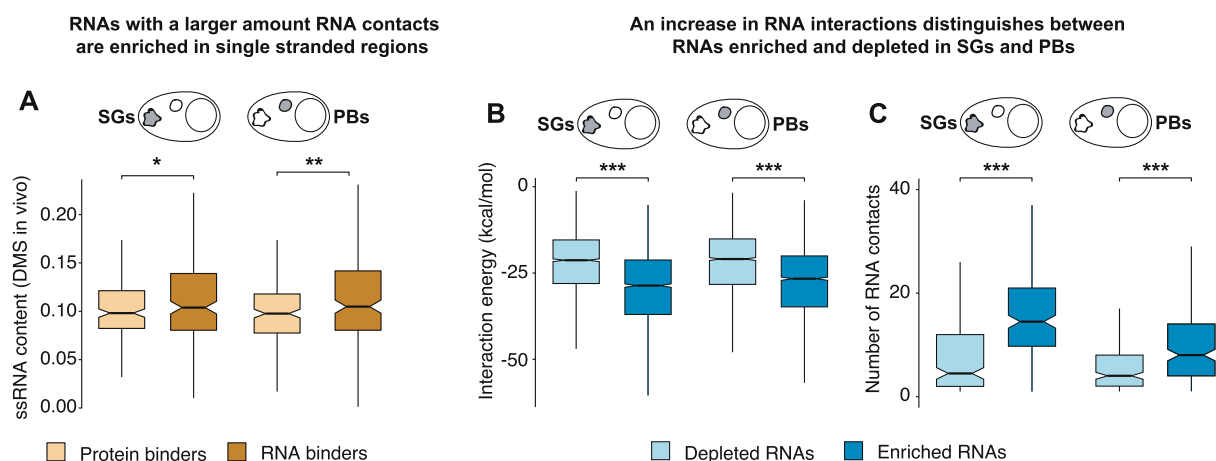 RNAs with a larger amount RNA contacts
are enriched in single stranded regions
An increase in RNA interactions distinguishes between
RNAs enriched and depleted in SGs and PBs
A
SGs
PBs
*
**
ssRNA content (DMS in vivo)
0.20
0.15
0.10
0.05
0.00
Protein binders
RNA binders
B
SGs
PBs
***
***
Interaction energy (kcal/mol)
0
-25
-50
C
SGs
PBs
***
***
Number of RNA contacts
40
20
0
Depleted RNAs
Enriched RNAs